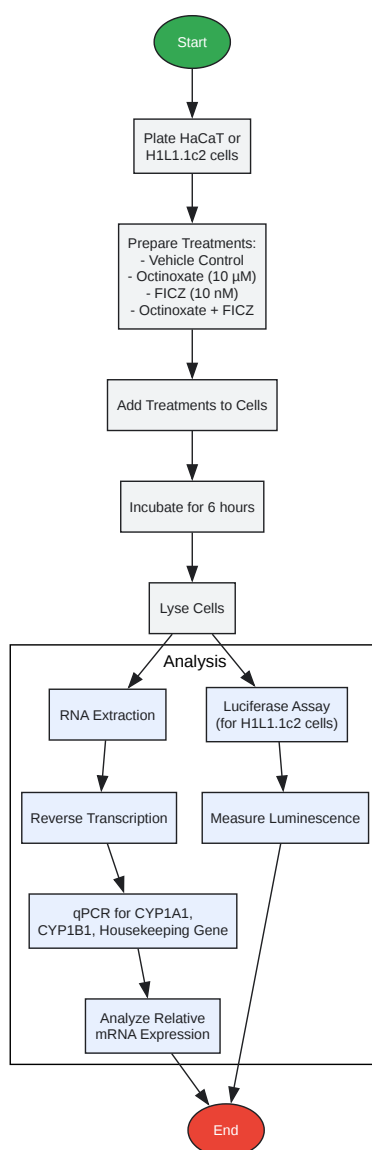 Start
Plate HaCaT or
H1L1.1c2 cells
Prepare Treatments:
- Vehicle Control
- Octinoxate (10 µM)
- FICZ (10 nM)
- Octinoxate + FICZ
Add Treatments to Cells
Incubate for 6 hours
Lyse Cells
Analysis
RNA Extraction
Luciferase Assay
(for H1L1.1c2 cells)
Reverse Transcription
Measure Luminescence
qPCR for CYP1A1,
CYP1B1, Housekeeping Gene
Analyze Relative
mRNA Expression
End